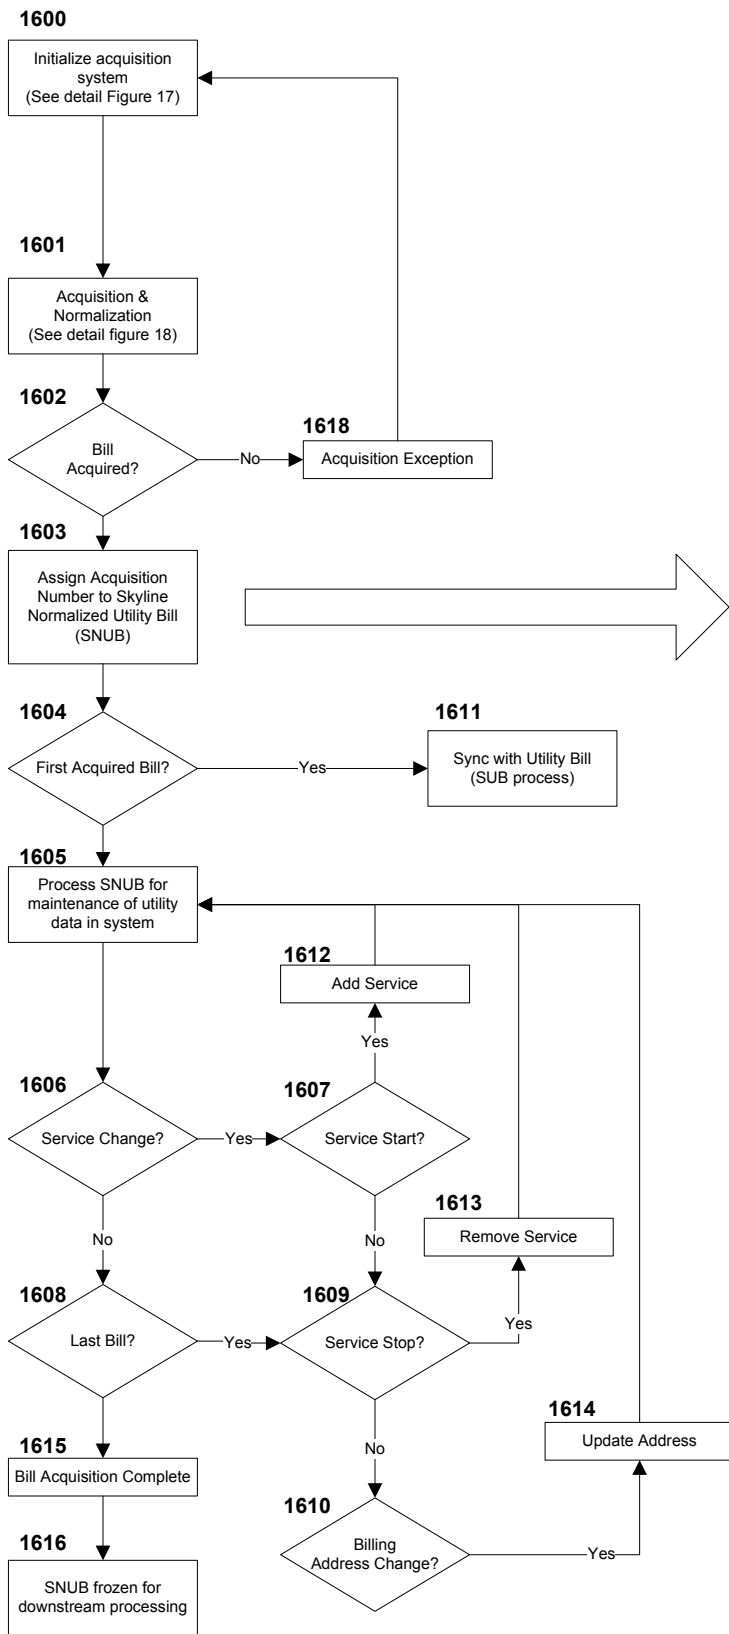 1600
Initialize acquisition
system
(See detail Figure 17)
1601
Acquisition &
Normalization
(See detail figure 18)
1602
Bill
Acquired?
No
1618
Acquisition Exception
1603
Assign Acquisition
Number to Skyline
Normalized Utility Bill
(SNUB)
1604
First Acquired Bill?
Yes
1611
Sync with Utility Bill
(SUB process)
1605
Process SNUB for
maintenance of utility
data in system
1612
Add Service
Yes
1606
Service Change?
Yes
1607
Service Start?
No
No
1613
Remove Service
Yes
1608
Last Bill?
Yes
1609
Service Stop?
No
1614
Update Address
Yes
1615
Bill Acquisition Complete
1610
Billing
Address Change?
1616
SNUB frozen for
downstream processing